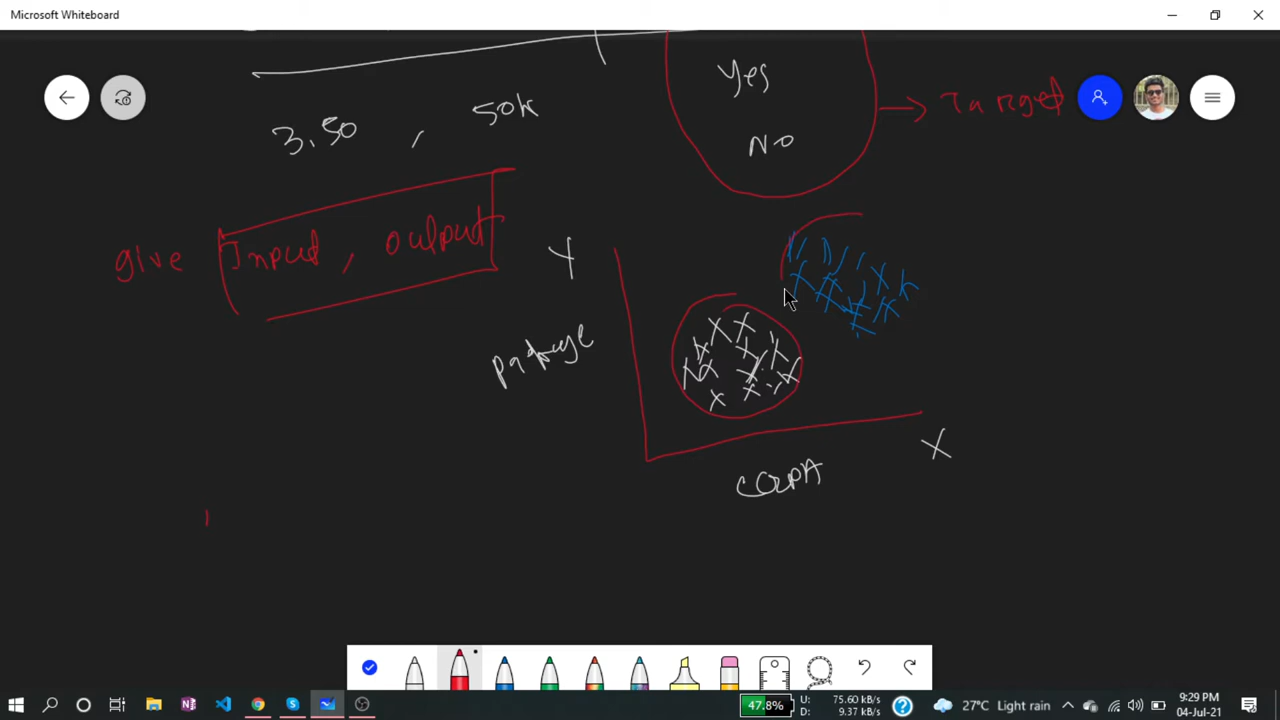 Microsoft Whiteboard
Yes
No
Target
3.50 , 50k
give Input, output
Y
package
X
CGPA
47.8%
U: 75.60 kB/s
D: 9.37 kB/s
27°C Light rain
9:29 PM
04-Jul-21